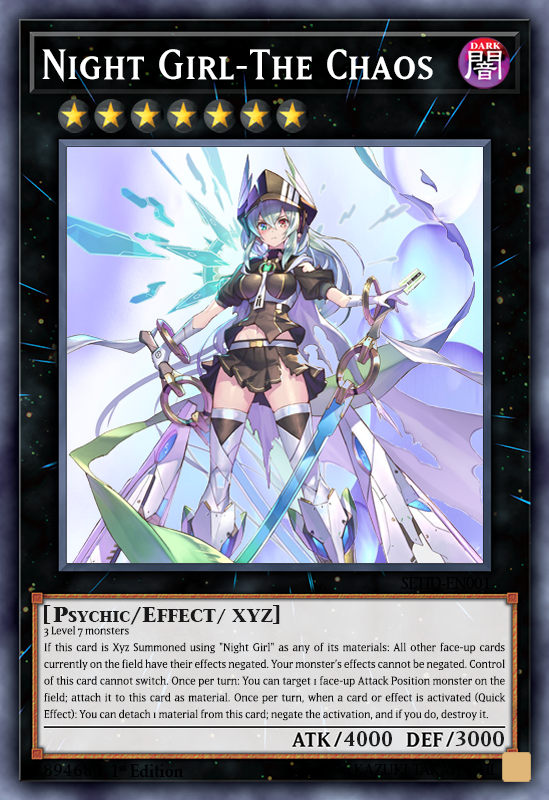 Night Girl-The Chaos
DARK
闇
SETID-EN001
[Psychic/Effect/ XYZ]
3 Level 7 monsters
If this card is Xyz Summoned using "Night Girl" as any of its materials: All other face-up cards
currently on the field have their effects negated. Your monster's effects cannot be negated. Control
of this card cannot switch. Once per turn: You can target 1 face-up Attack Position monster on the
field; attach it to this card as material. Once per turn, when a card or effect is activated (Quick
Effect): You can detach 1 material from this card; negate the activation, and if you do, destroy it.
ATK/4000 DEF/3000
1st Edition
KAZUKI